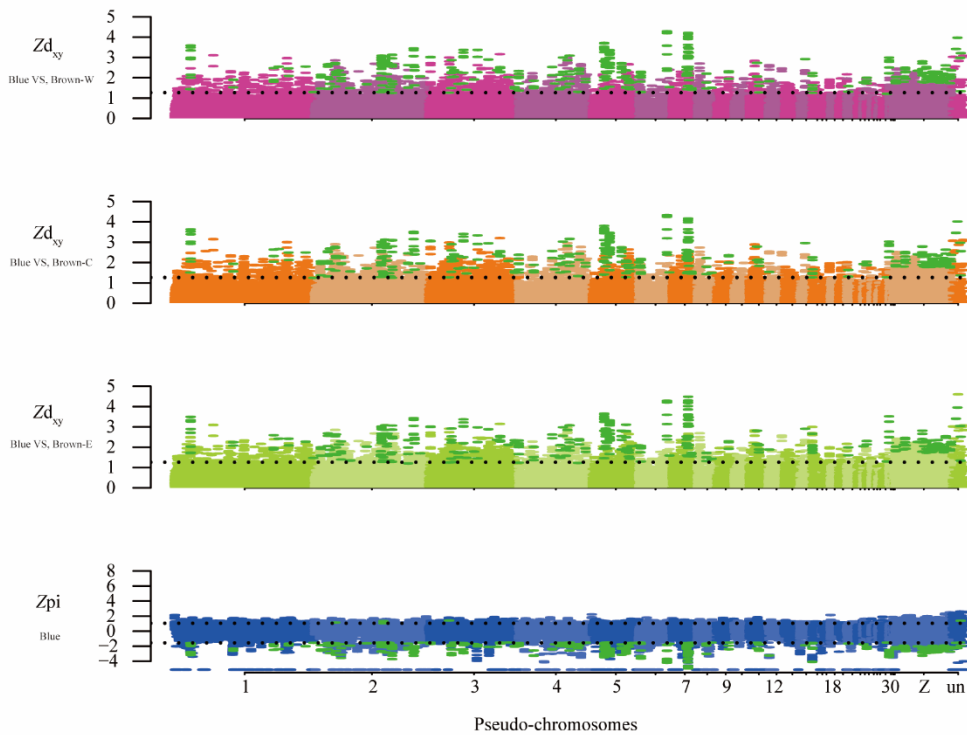 5
4
3
2
1
0
Zdxy
Blue VS, Brown-W
5
4
3
2
1
0
Zdxy
Blue VS, Brown-C
5
4
3
2
1
0
Zdxy
Blue VS, Brown-E
8
6
4
2
0
−2
−4
Zpi
Blue
1 2 3 4 5 7 9 12 18 30 Z un
Pseudo-chromosomes